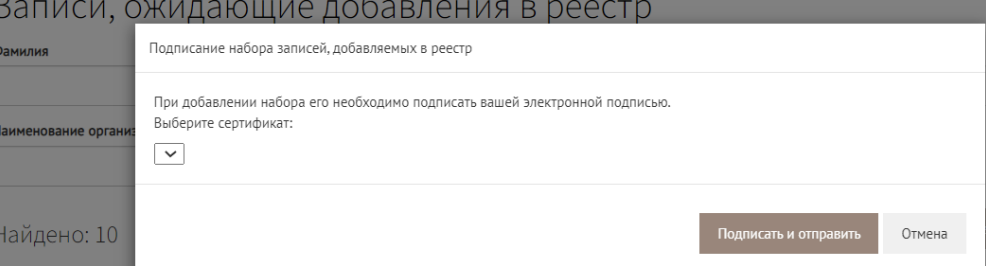 Записи, ожидающие добавления в реестр
Фамилия
Подписание набора записей, добавляемых в реестр
При добавлении набора его необходимо подписать вашей электронной подписью.
Выберите сертификат:
Наименование организ
Найдено: 10
Подписать и отправить
Отмена